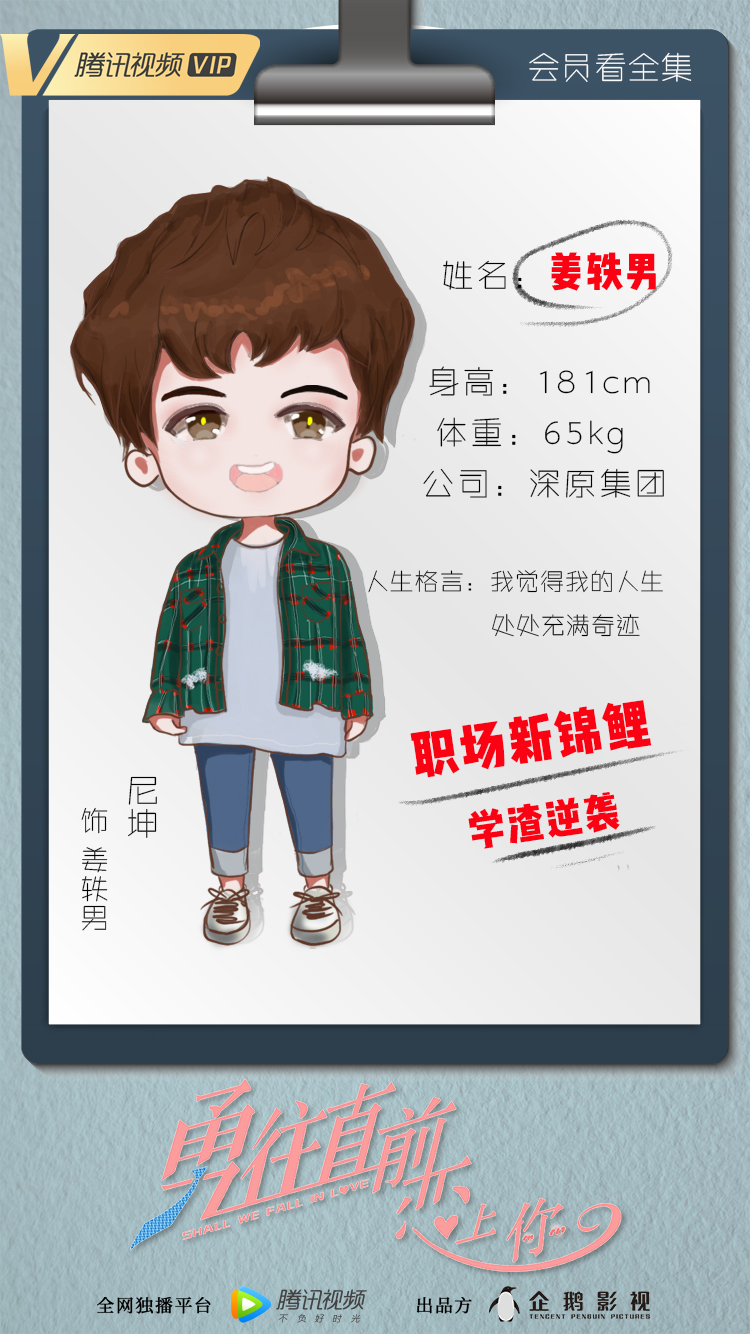 腾讯视频 VIP
会员看全集
姓名：姜轶男
身高：181cm
体重：65kg
公司：深原集团
人生格言：我觉得我的人生
处处充满奇迹
职场新锦鲤
学渣逆袭
尼坤
饰 姜轶男
勇往直前
恋上你
SHALL WE FALL IN LOVE
全网独播平台
腾讯视频
不负好时光
出品方
企鹅影视
TENCENT PENGUIN PICTURES